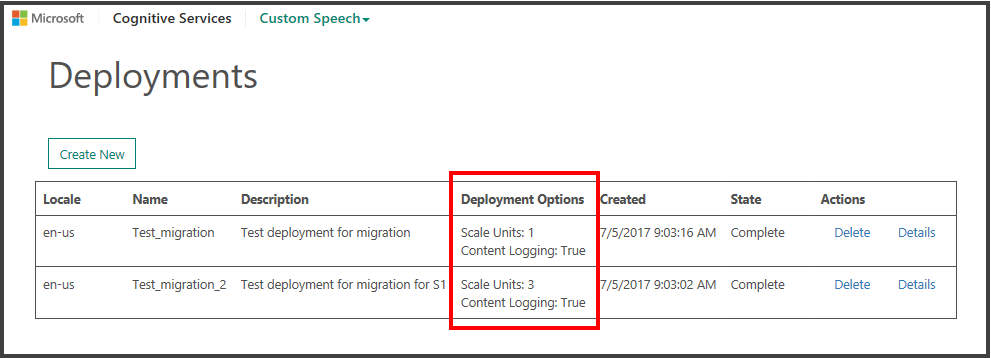 Microsoft Cognitive Services Custom Speech
Deployments
Create New
Locale Name Description Deployment Options Created State Actions
en-us Test_migration Test deployment for migration Scale Units: 1 7/5/2017 9:03:16 AM Complete Delete Details
Content Logging: True
en-us Test_migration_2 Test deployment for migration for S1 Scale Units: 3 7/5/2017 9:03:02 AM Complete Delete Details
Content Logging: True